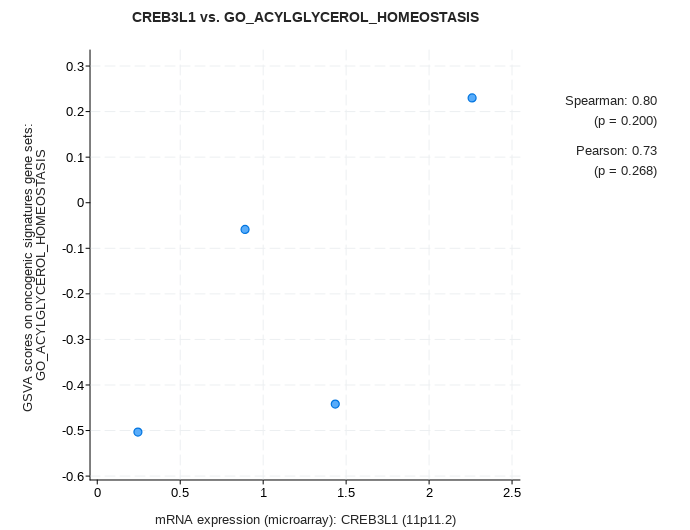 CREB3L1 vs. GO_ACYLGLYCEROL_HOMEOSTASIS
Spearman: 0.80
(p = 0.200)
Pearson: 0.73
(p = 0.268)
GSVA scores on oncogenic signatures gene sets:
GO_ACYLGLYCEROL_HOMEOSTASIS
0.3
0.2
0.1
0
-0.1
-0.2
-0.3
-0.4
-0.5
-0.6
0
0.5
1
1.5
2
2.5
mRNA expression (microarray): CREB3L1 (11p11.2)